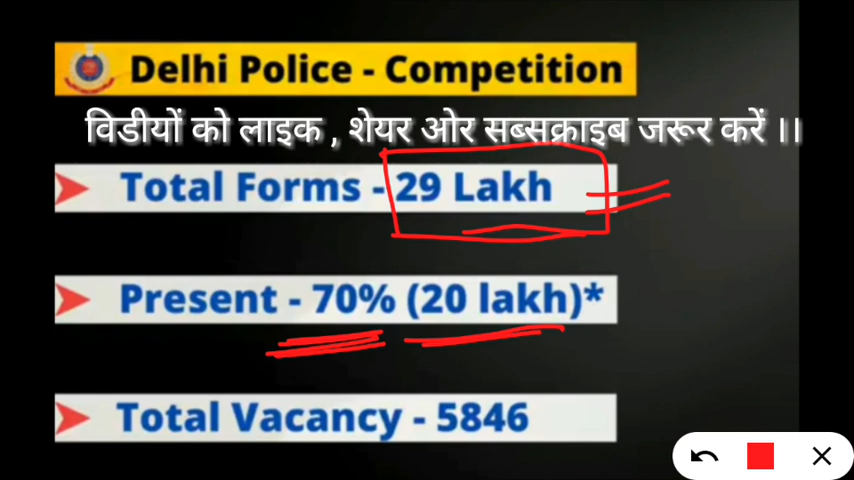 Delhi Police - Competition
विडीयों को लाइक , शेयर ओर सब्सक्राइब जरूर करें ।।
Total Forms - 29 Lakh
Present - 70% (20 lakh)*
Total Vacancy - 5846